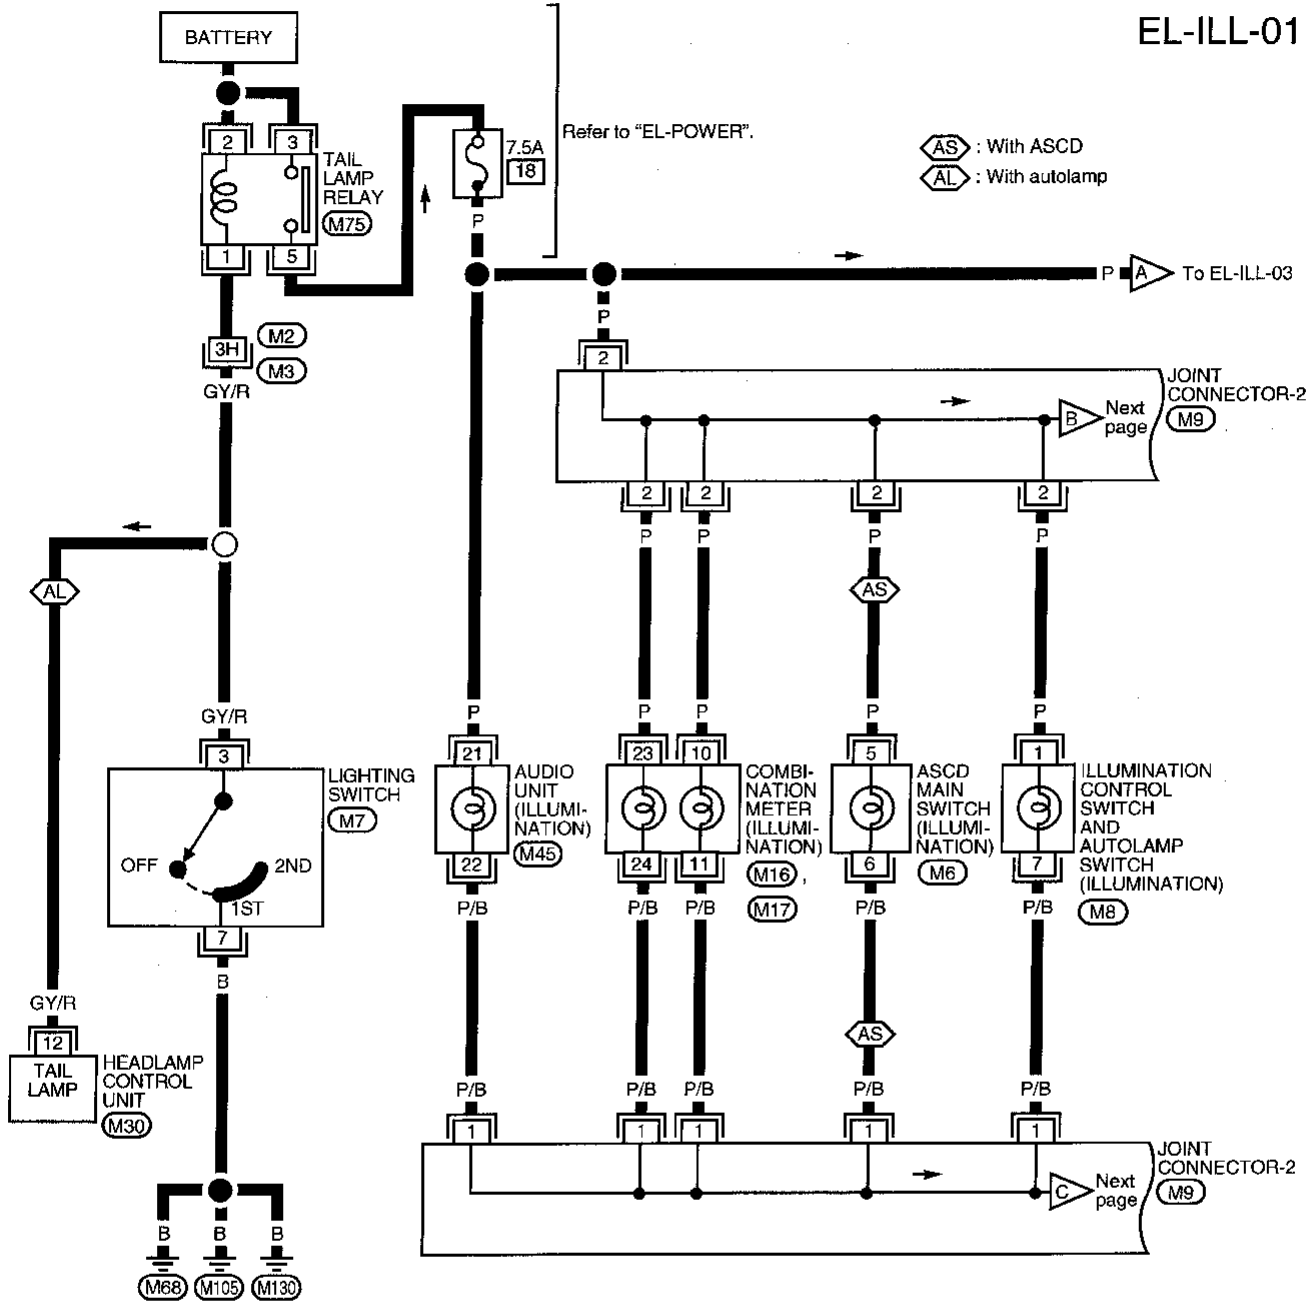 EL-ILL-01
BATTERY
Refer to "EL-POWER".
AS : With ASCD
AL : With autolamp
2
3
TAIL
LAMP
RELAY
M75
7.5A
18
P
1
5
P
A
To EL-ILL-03
P
3H
M2
M3
GY/R
2
JOINT
CONNECTOR-2
M9
B
Next
page
2
2
2
2
P
P
P
P
AL
AS
GY/R
P
P
P
P
P
3
21
23
10
5
1
LIGHTING
SWITCH
M7
OFF
2ND
1ST
AUDIO
UNIT
(ILLUMI-
NATION)
M45
COMBI-
NATION
METER
(ILLUMI-
NATION)
M16 ,
M17
ASCD
MAIN
SWITCH
(ILLUMI-
NATION)
M6
ILLUMINATION
CONTROL
SWITCH
AND
AUTOLAMP
SWITCH
(ILLUMINATION)
M8
22
24
11
6
7
P/B
P/B
P/B
P/B
P/B
7
B
GY/R
12
TAIL
LAMP
HEADLAMP
CONTROL
UNIT
M30
AS
P/B
P/B
P/B
P/B
P/B
1
1
1
1
1
JOINT
CONNECTOR-2
M9
C
Next
page
B
B
B
M68
M105
M130